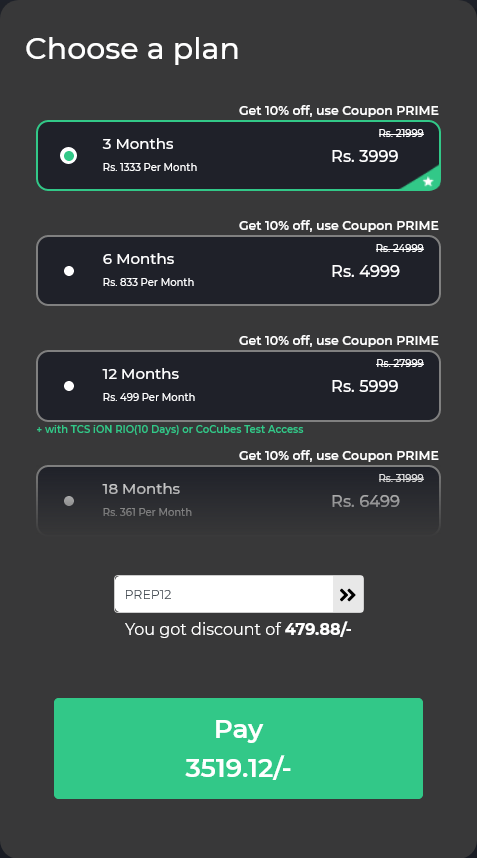 Choose a plan
Get 10% off, use Coupon PRIME
Rs. 21999
3 Months
Rs. 3999
Rs. 1333 Per Month
Get 10% off, use Coupon PRIME
Rs. 24999
6 Months
Rs. 4999
Rs. 833 Per Month
Get 10% off, use Coupon PRIME
Rs. 27999
12 Months
Rs. 5999
Rs. 499 Per Month
+ with TCS iON RIO(10 Days) or CoCubes Test Access
Get 10% off, use Coupon PRIME
Rs. 31999
18 Months
Rs. 6499
Rs. 361 Per Month
PREP12
You got discount of 479.88/-
Pay
3519.12/-